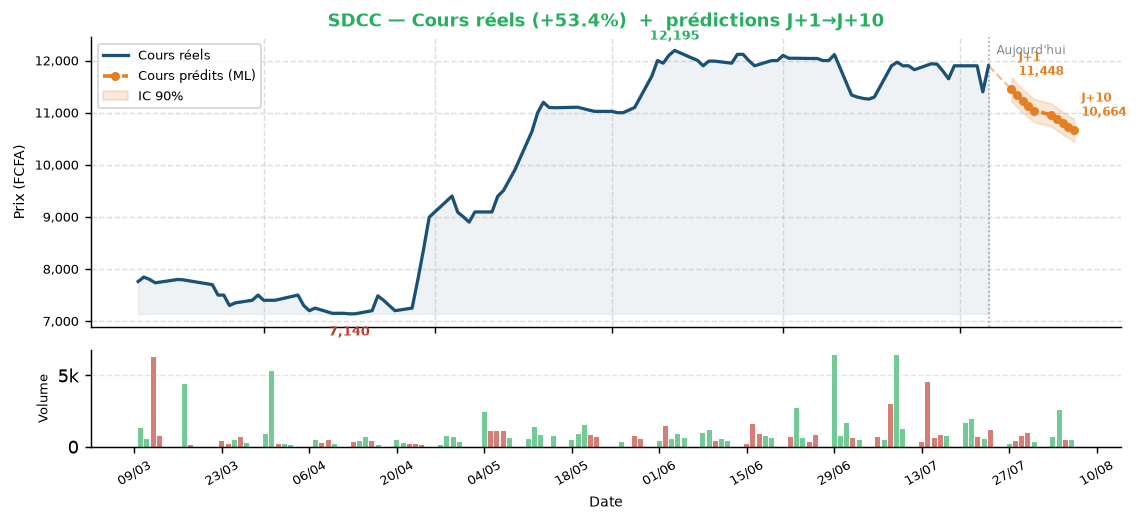 SDCC — Cours réels (+53.4%)  +  prédictions J+1→J+10
12,195
Cours réels
Cours prédits (ML)
IC 90%
Aujourd'hui
J+1
11,448
J+10
10,664
7,140
Prix (FCFA)
12,000
11,000
10,000
9,000
8,000
7,000
Volume
5k
0
09/03
23/03
06/04
20/04
04/05
18/05
01/06
15/06
29/06
13/07
27/07
10/08
Date